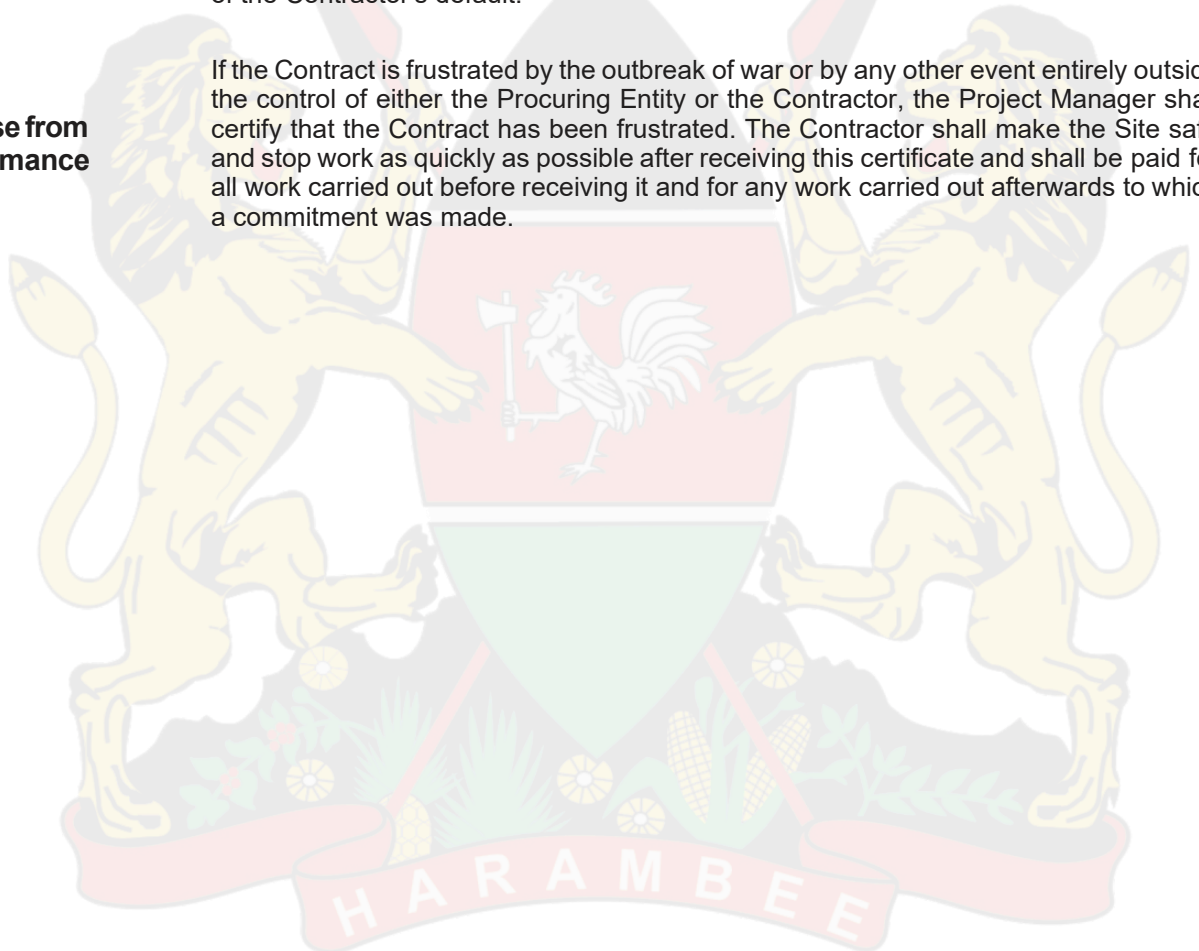 of the Contractor's default.
If the Contract is frustrated by the outbreak of war or by any other event entirely outsid
the control of either the Procuring Entity or the Contractor, the Project Manager sha
se from
certify that the Contract has been frustrated. The Contractor shall make the Site saf
mance
and stop work as quickly as possible after receiving this certificate and shall be paid fo
all work carried out before receiving it and for any work carried out afterwards to whic
a commitment was made.
HARAMBEE